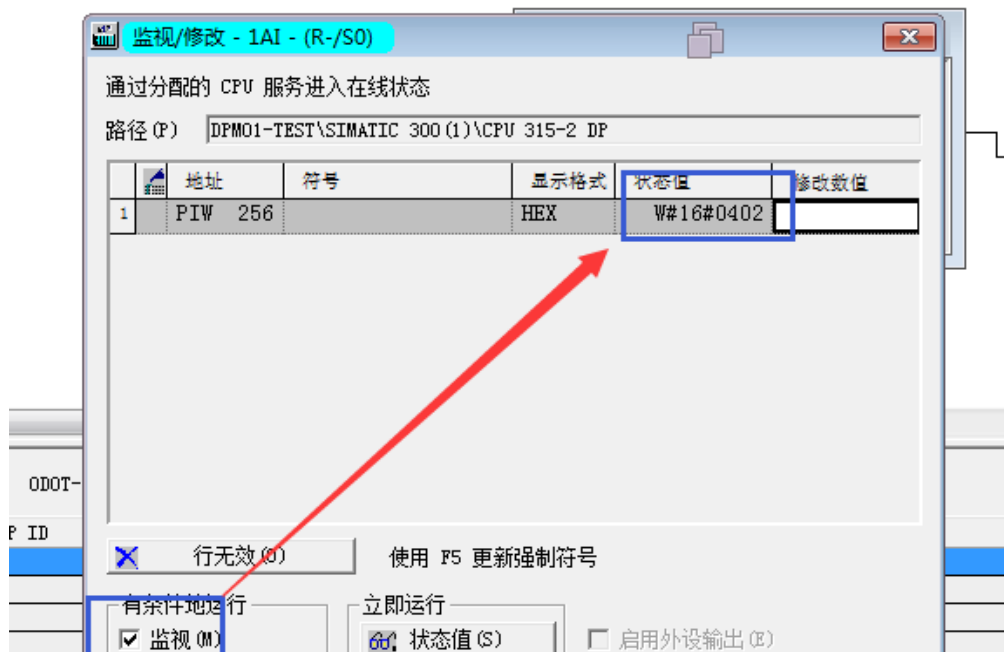 监视/修改 - 1AI - (R-/S0)
通过分配的 CPU 服务进入在线状态
路径(P) DPM01-TEST\SIMATIC 300(1)\CPU 315-2 DP
地址 符号 显示格式 状态值 修改数值
1 PIW 256 HEX W#16#0402
ODOT-
P ID
行无效(O) 使用 F5 更新强制符号
有条件地运行 立即运行
监视(M) 状态值(S) 启用外设输出(E)